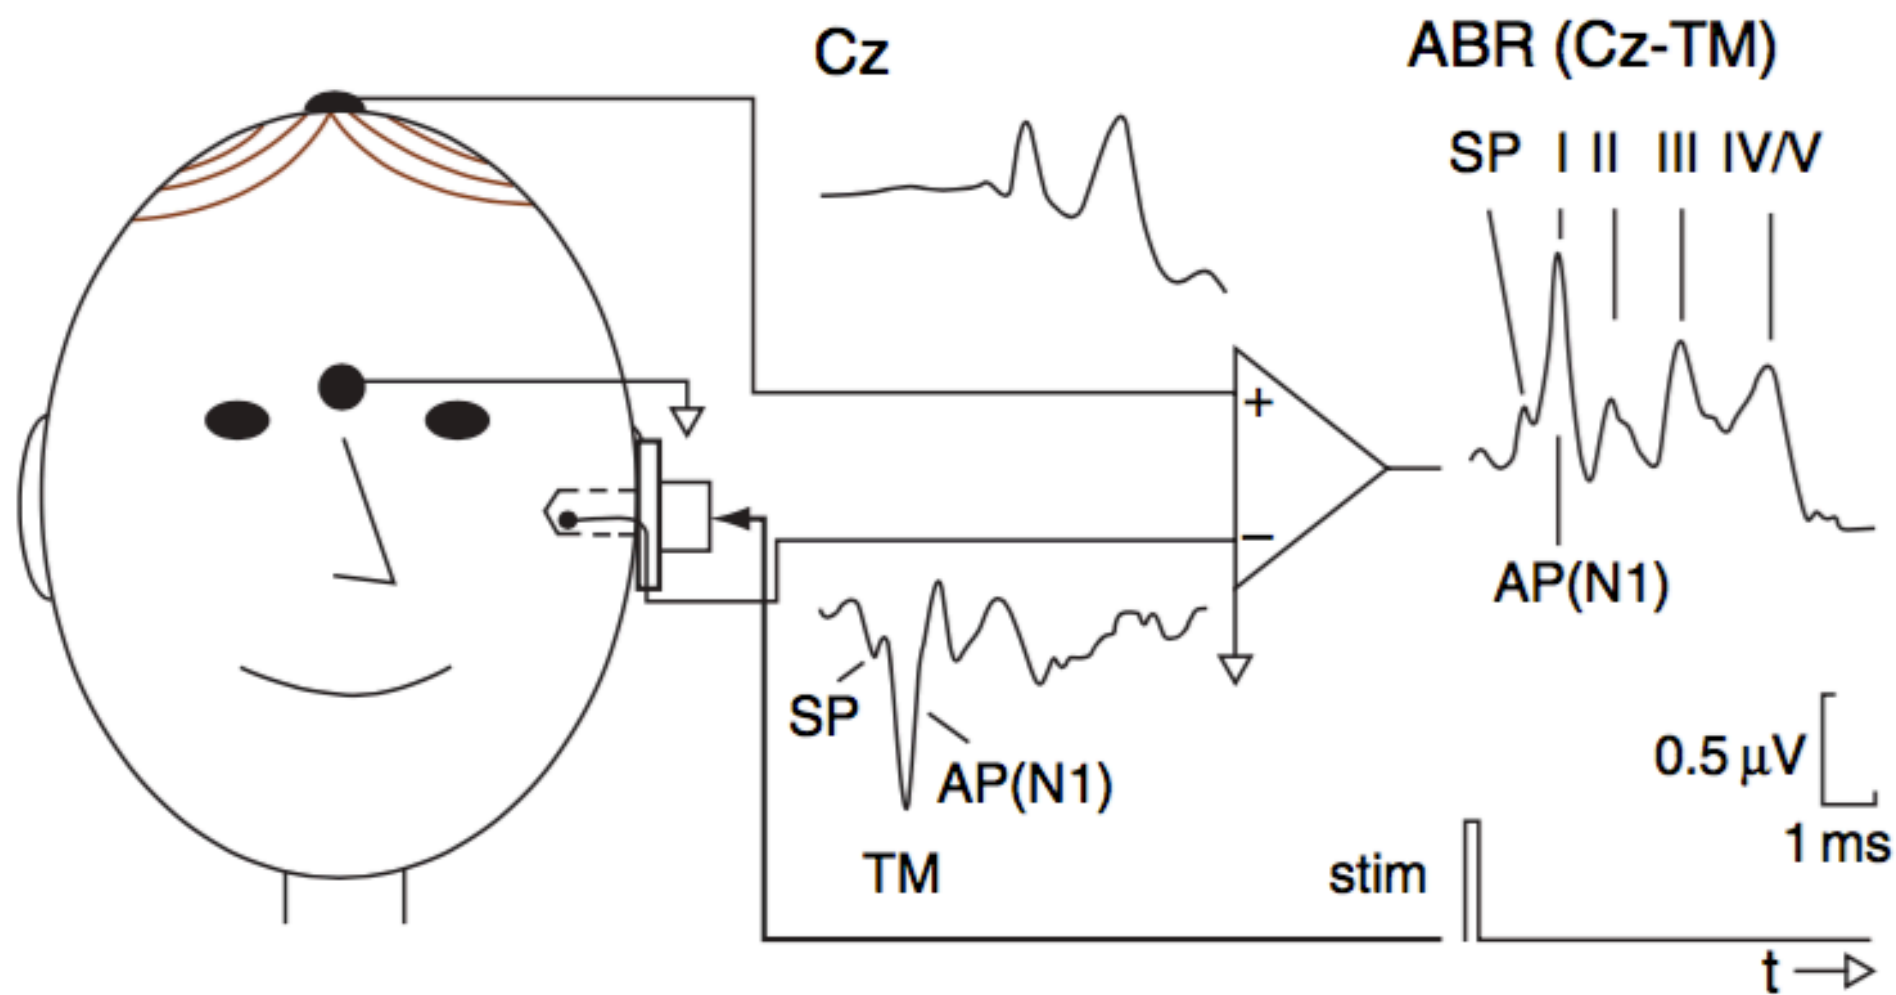 Cz
ABR (Cz-TM)
SP I II III IV/V
+
−
AP(N1)
SP
AP(N1)
TM
0.5 μV
1 ms
stim
t